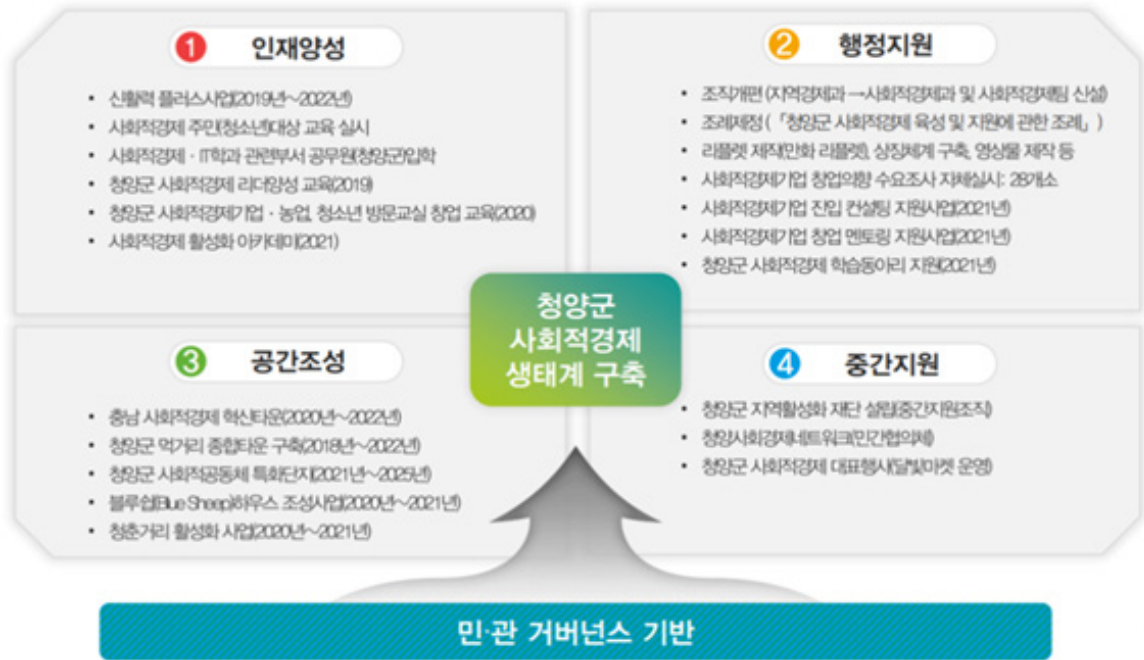 1 인재양성
• 신활력 플러스사업(2019년~2022년)
• 사회적경제 주민(청소년)대상 교육 실시
• 사회적경제 · IT학과 관련부서 공무원(청양군)입학
• 청양군 사회적경제 리더양성 교육(2019)
• 청양군 사회적경제기업 · 농업, 청소년 방문교실 창업 교육(2020)
• 사회적경제 활성화 아카데미(2021)
2 행정지원
• 조직개편 (지역경제과 →사회적경제과 및 사회적경제팀 신설)
• 조례제정 (「청양군 사회적경제 육성 및 지원에 관한 조례」)
• 리플렛 제작(만화 리플렛), 상징체계 구축, 영상물 제작 등
• 사회적경제기업 창업의향 수요조사 자체실시: 28개소
• 사회적경제기업 진입 컨설팅 지원사업(2021년)
• 사회적경제기업 창업 멘토링 지원사업(2021년)
• 청양군 사회적경제 학습동아리 지원(2021년)
청양군
사회적경제
생태계 구축
3 공간조성
• 충남 사회적경제 혁신타운(2020년~2022년)
• 청양군 먹거리 종합타운 구축(2018년~2022년)
• 청양군 사회적공동체 특화단지(2021년~2025년)
• 블루쉽(Blue Sheep)하우스 조성사업(2020년~2021년)
• 청춘거리 활성화 사업(2020년~2021년)
4 중간지원
• 청양군 지역활성화 재단 설립(중간지원조직)
• 청양사회경제네트워크(민간협의체)
• 청양군 사회적경제 대표행사(달빛마켓 운영)
민·관 거버넌스 기반